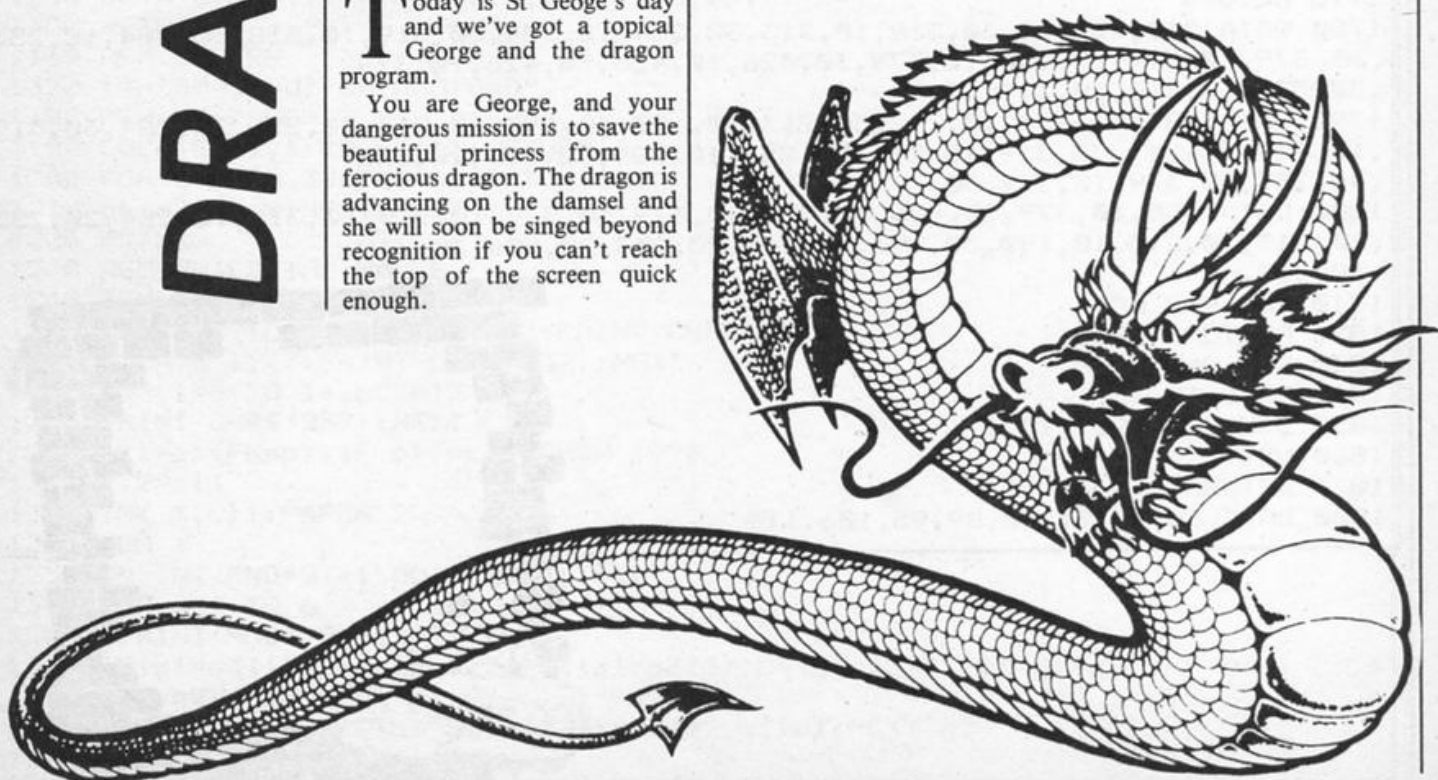 DRA
Today is St Geoge's day
and we've got a topical
George and the dragon
program.
You are George, and your
dangerous mission is to save the
beautiful princess from the
ferocious dragon. The dragon is
advancing on the damsel and
she will soon be singed beyond
recognition if you can't reach
the top of the screen quick
enough.